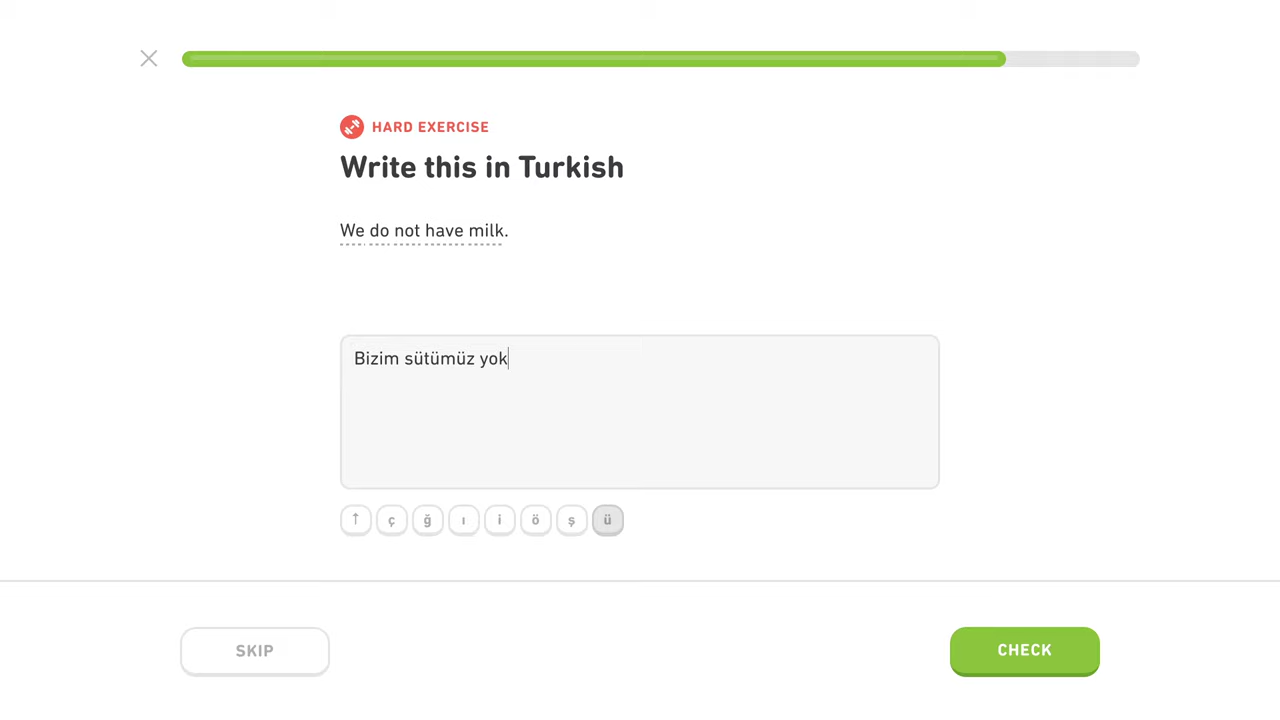 HARD EXERCISE
Write this in Turkish
We do not have milk.
Bizim sütümüz yok
↑ ç ğ ı i ö ş ü
SKIP
CHECK